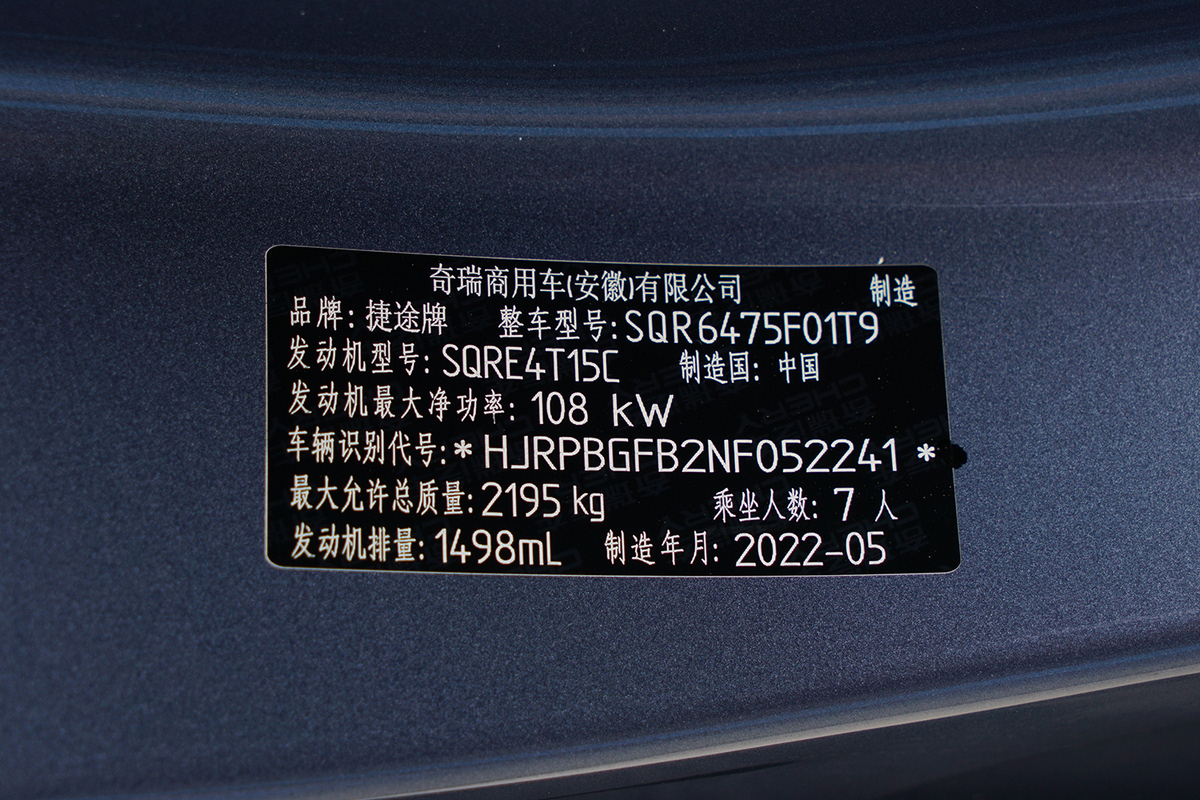 奇瑞商用车(安徽)有限公司 制造
品牌: 捷途牌 整车型号: SQR6475F01T9
发动机型号: SQRE4T15C 制造国: 中国
发动机最大净功率: 108 kW
车辆识别代号: *HJRPBGFB2NF052241*
最大允许总质量: 2195 kg 乘坐人数: 7 人
发动机排量: 1498mL 制造年月: 2022-05